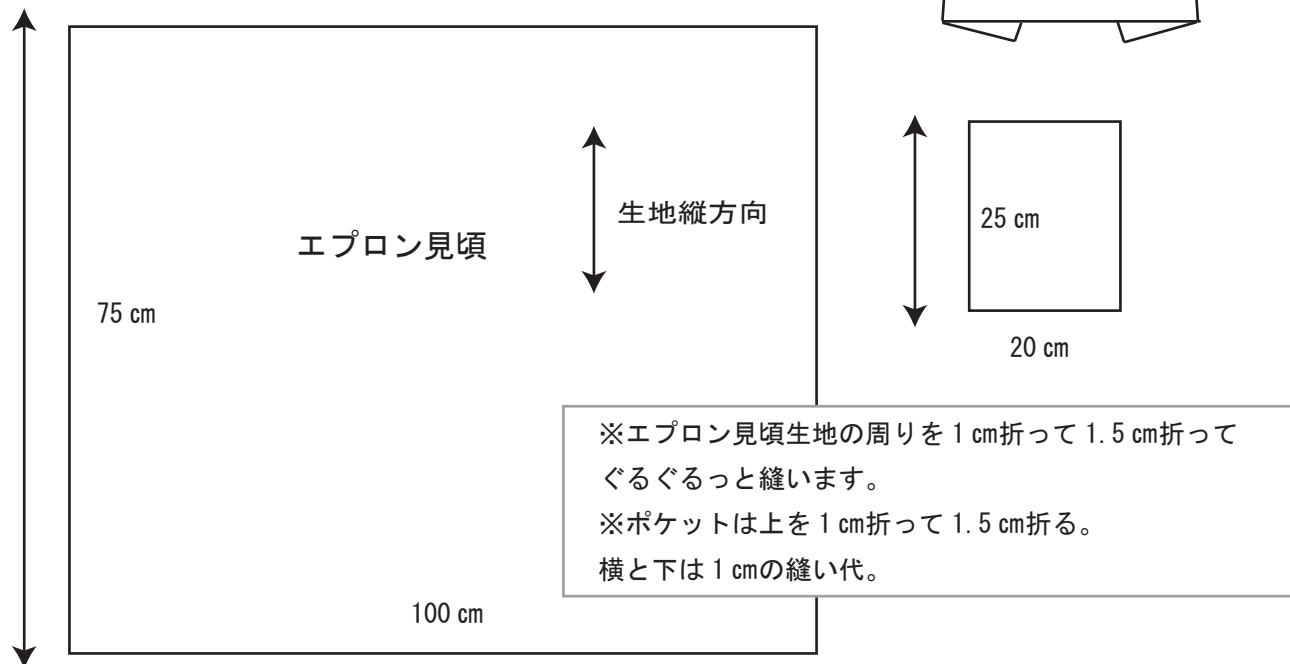 生地縦方向
エプロン見頃
75 cm
25 cm
20 cm
※エプロン見頃生地の周りを1㎝折って1.5㎝折って
ぐるぐるっと縫います。
※ポケットは上を1㎝折って1.5㎝折る。
横と下は1㎝の縫い代。
100 cm